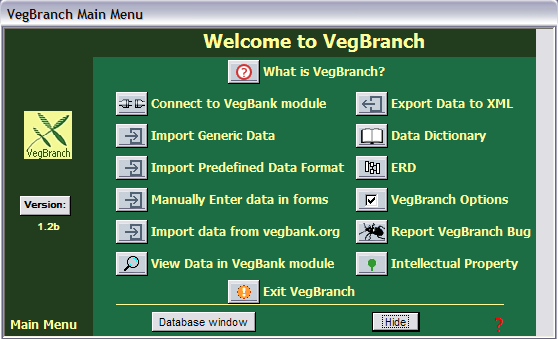 VegBranch Main Menu
Welcome to VegBranch
What is VegBranch?
Connect to VegBank module
Export Data to XML
Import Generic Data
Data Dictionary
Import Predefined Data Format
ERD
Manually Enter data in forms
VegBranch Options
Import data from vegbank.org
Report VegBranch Bug
View Data in VegBank module
Intellectual Property
Exit VegBranch
VegBranch
Version:
1.2b
Main Menu
Database window
Hide
?